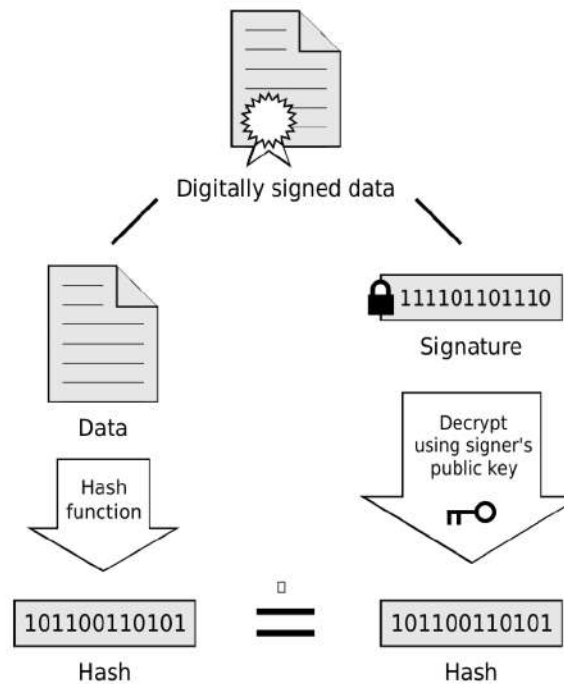 Digitally signed data
111101101110
Signature
Data
Decrypt
using signer's
public key
Hash
function
101100110101
=
101100110101
Hash
Hash